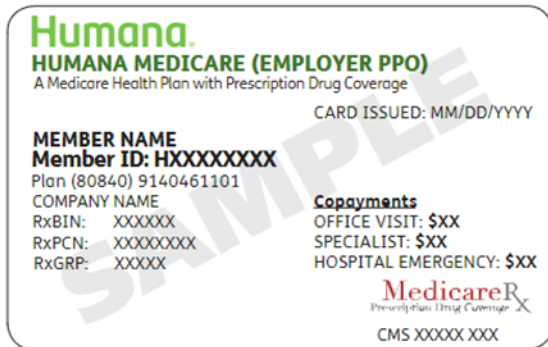 Humana.
HUMANA MEDICARE (EMPLOYER PPO)
A Medicare Health Plan with Prescription Drug Coverage
CARD ISSUED: MM/DD/YYYY
MEMBER NAME
Member ID: HXXXXXXXX
Plan (80840) 9140461101
COMPANY NAME
RxBIN: XXXXXX
RxPCN: XXXXXXXX
RxGRP: XXXXX
Copayments
OFFICE VISIT: $XX
SPECIALIST: $XX
HOSPITAL EMERGENCY: $XX
MedicareRx
Prescription Drug Coverage X
CMS XXXXX XXX
SAMPLE